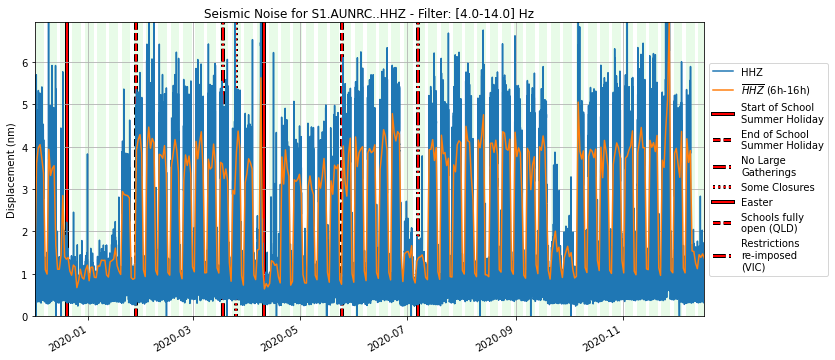 Seismic Noise for S1.AUNRC..HHZ - Filter: [4.0-14.0] Hz
Displacement (nm)
6
5
4
3
2
1
0
2020-01
2020-03
2020-05
2020-07
2020-09
2020-11
HHZ
HHZ (6h-16h)
Start of School
Summer Holiday
End of School
Summer Holiday
No Large
Gatherings
Some Closures
Easter
Schools fully
open (QLD)
Restrictions
re-imposed
(VIC)